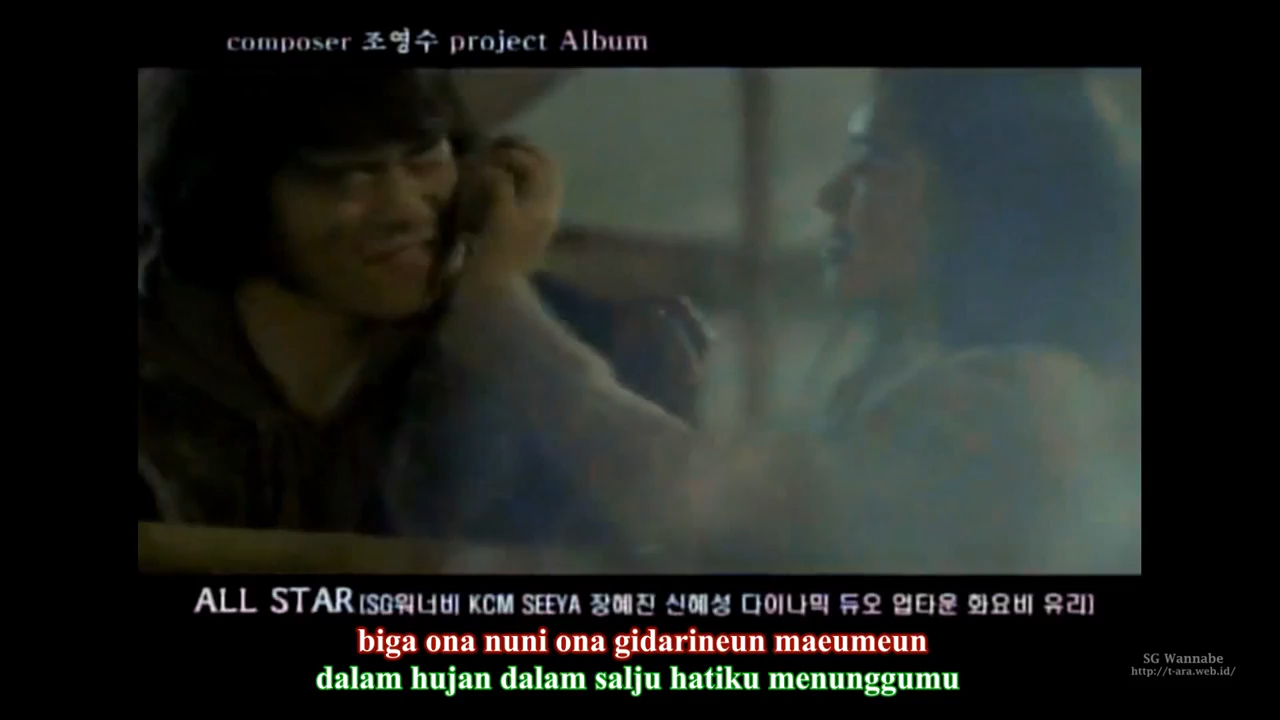 composer 조영수 project Album
ALL STAR [SG워너비 KCM SEEYA 장혜진 신혜성 다이나믹 듀오 업타운 화요비 유리]
biga ona nuni ona gidarineun maeumeun
dalam hujan dalam salju hatiku menunggumu
SG Wannabe
http://t-ara.web.id/